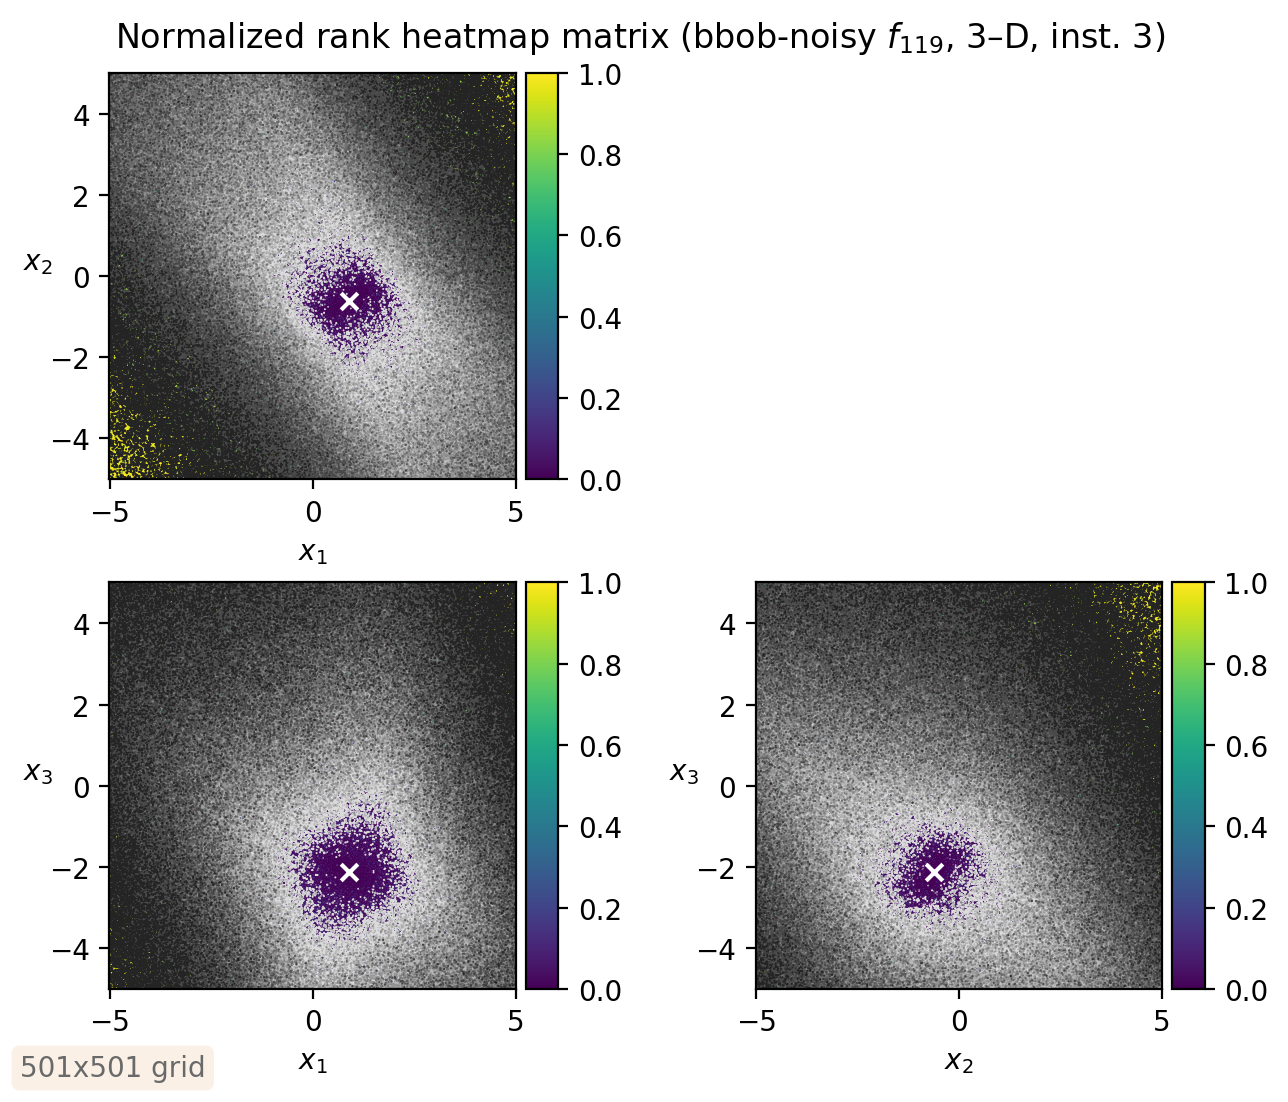 Normalized rank heatmap matrix (bbob-noisy f₁₁₉, 3–D, inst. 3)
1.0
4
0.8
2
0.6
x₂
0
0.4
−2
0.2
−4
0.0
−5 0 5
x₁
1.0 1.0
4 0.8 4 0.8
2 2
0.6 0.6
x₃ 0 x₃ 0
0.4 0.4
−2 −2
0.2 0.2
−4 −4
0.0 0.0
−5 0 5 −5 0 5
x₁ x₂
501x501 grid